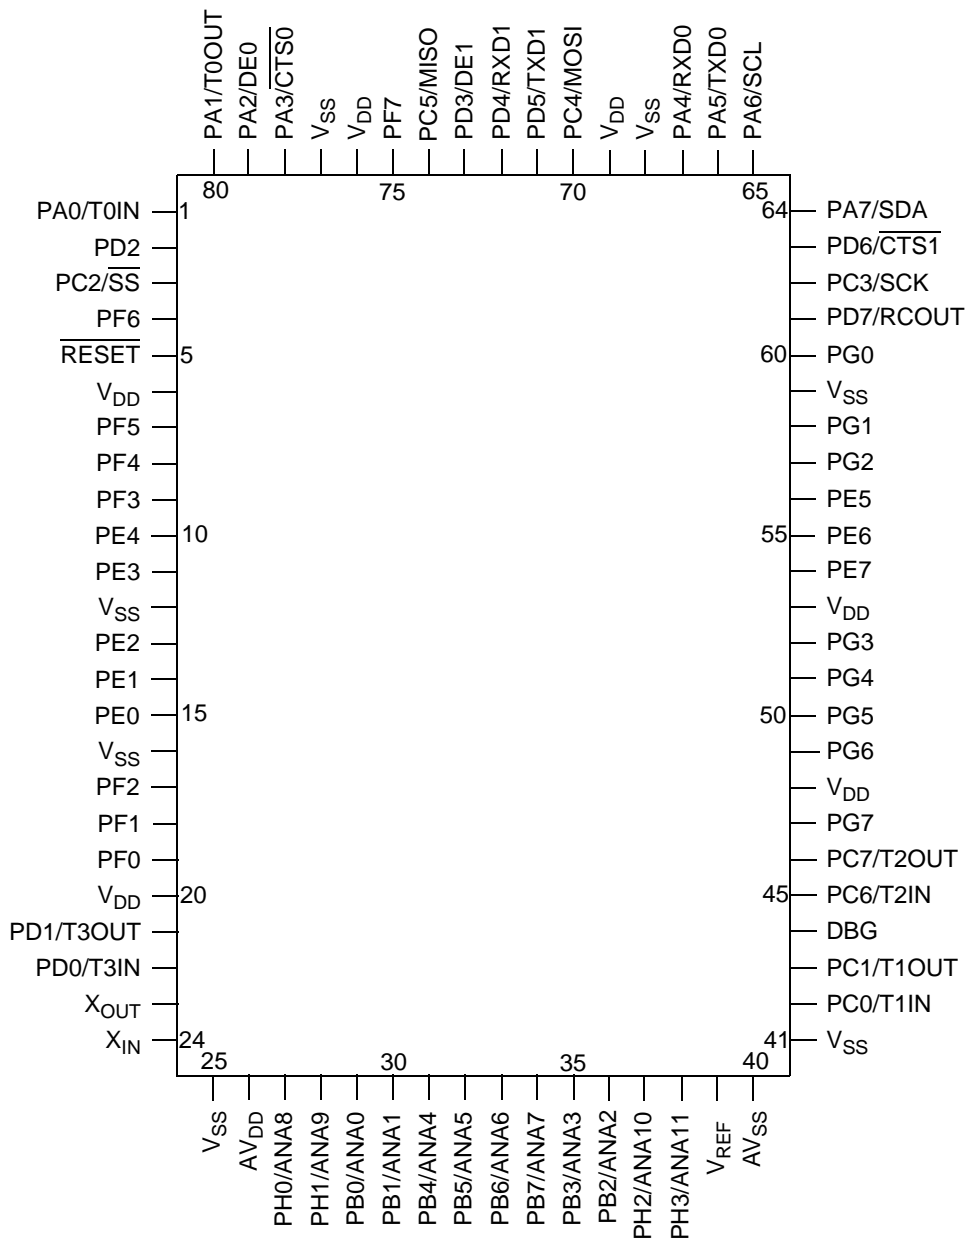 PA1/T0OUT
PA2/DE0
PA3/CTS0
VSS
VDD
PF7
PC5/MISO
PD3/DE1
PD4/RXD1
PD5/TXD1
PC4/MOSI
VDD
VSS
PA4/RXD0
PA5/TXD0
PA6/SCL
80 75 70 65
PA0/T0IN 1 64 PA7/SDA
PD2 PD6/CTS1
PC2/SS PC3/SCK
PF6 PD7/RCOUT
RESET 5 60 PG0
VDD VSS
PF5 PG1
PF4 PG2
PF3 PE5
PE4 10 55 PE6
PE3 PE7
VSS VDD
PE2 PG3
PE1 PG4
PE0 15 50 PG5
VSS PG6
PF2 VDD
PF1 PG7
PF0 PC7/T2OUT
VDD 20 45 PC6/T2IN
PD1/T3OUT DBG
PD0/T3IN PC1/T1OUT
XOUT PC0/T1IN
XIN 24 41 VSS
25 30 35 40
VSS
AVDD
PH0/ANA8
PH1/ANA9
PB0/ANA0
PB1/ANA1
PB4/ANA4
PB5/ANA5
PB6/ANA6
PB7/ANA7
PB3/ANA3
PB2/ANA2
PH2/ANA10
PH3/ANA11
VREF
AVSS